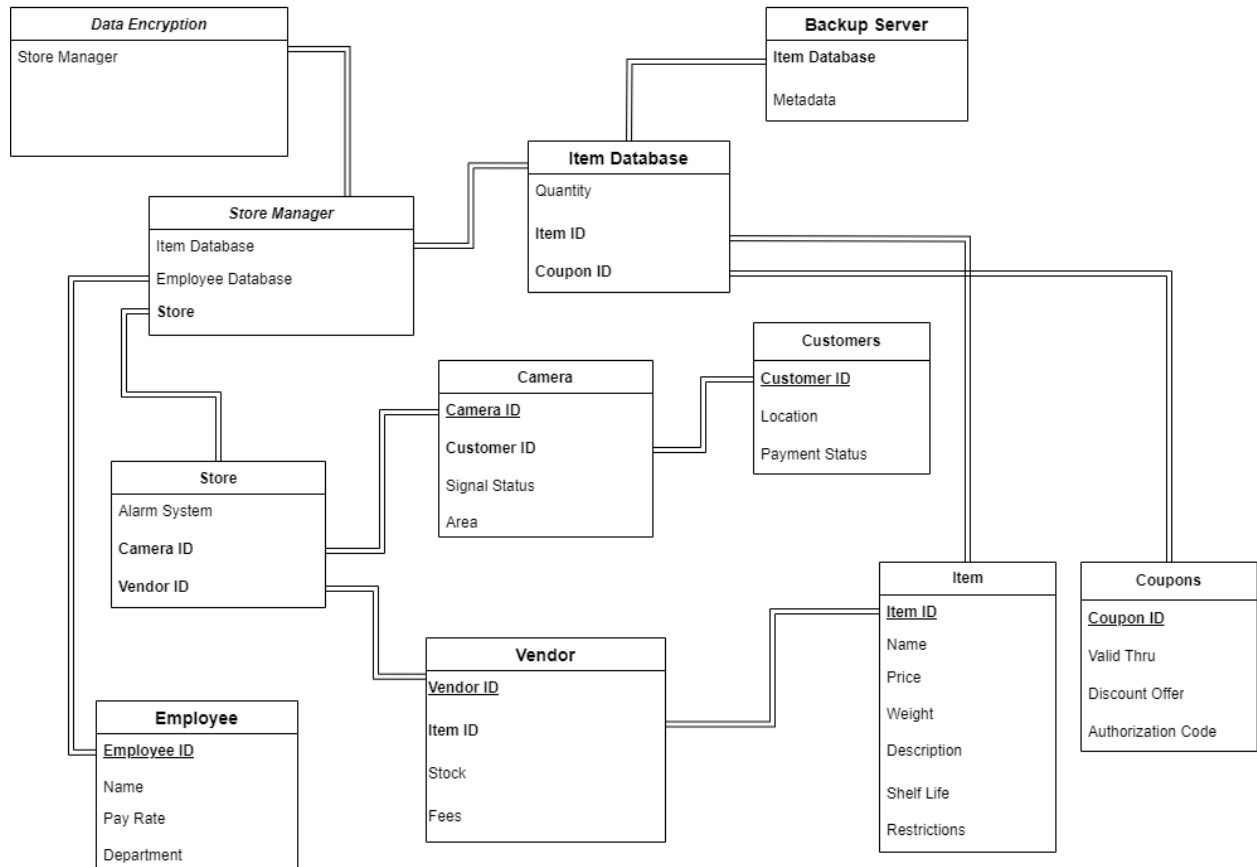 Data Encryption
Store Manager
Backup Server
Item Database
Metadata
Item Database
Quantity
Item ID
Coupon ID
Store Manager
Item Database
Employee Database
Store
Customers
Customer ID
Location
Payment Status
Camera
Camera ID
Customer ID
Signal Status
Area
Store
Alarm System
Camera ID
Vendor ID
Item
Item ID
Name
Price
Weight
Description
Shelf Life
Restrictions
Coupons
Coupon ID
Valid Thru
Discount Offer
Authorization Code
Vendor
Vendor ID
Item ID
Stock
Fees
Employee
Employee ID
Name
Pay Rate
Department